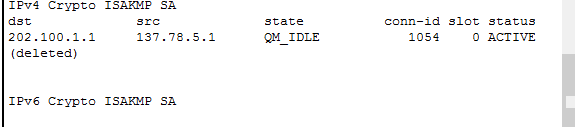 IPv4 Crypto ISAKMP SA
dst             src             state          conn-id slot status
202.100.1.1     137.78.5.1      QM_IDLE           1054    0 ACTIVE
(deleted)
IPv6 Crypto ISAKMP SA